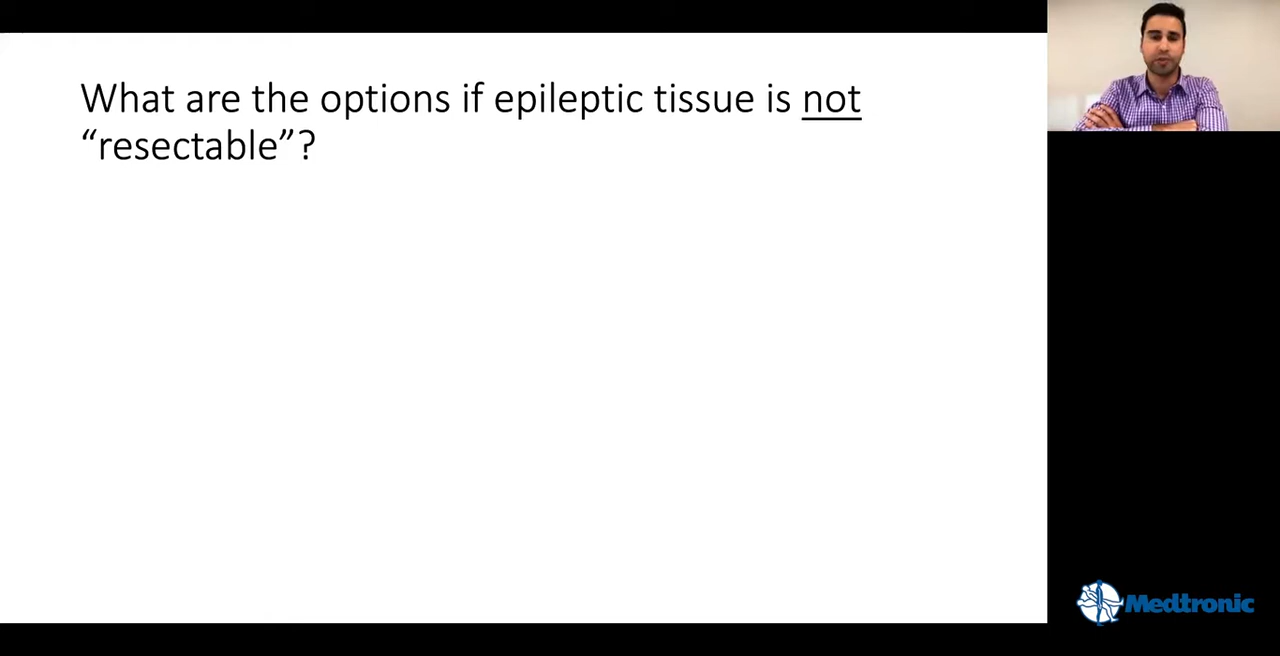 What are the options if epileptic tissue is not
“resectable”?
Medtronic